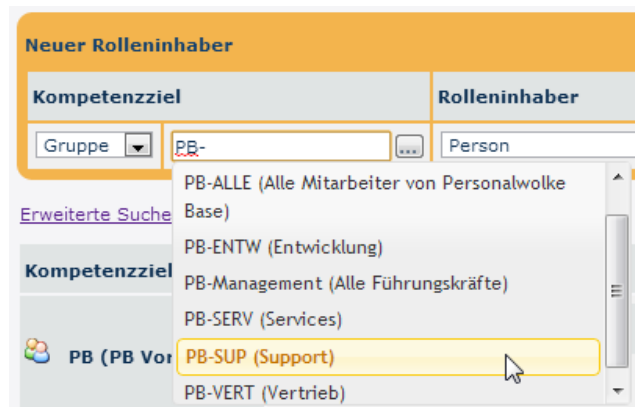 Neuer Rolleninhaber
Kompetenzziel Rolleninhaber
Gruppe PB- ... Person
PB-ALLE (Alle Mitarbeiter von Personalwolke
Base)
Erweiterte Suche
PB-ENTW (Entwicklung)
Kompetenzziel
PB-Management (Alle Führungskräfte)
PB-SERV (Services)
PB (PB Vor
PB-SUP (Support)
PB-VERT (Vertrieb)